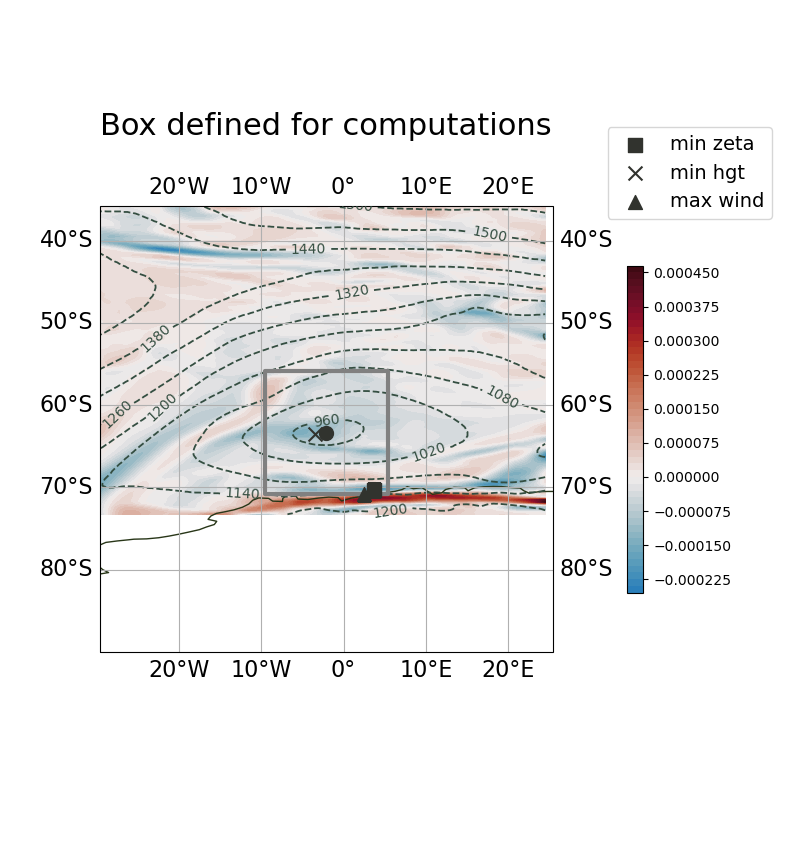 Box defined for computations
min zeta
min hgt
max wind
20°W 10°W 0° 10°E 20°E
40°S 40°S
50°S 50°S
60°S 60°S
70°S 70°S
80°S 80°S
20°W 10°W 0° 10°E 20°E
1500
1440
1320
1380
1260
1200
1080
960
1020
1140
1200
0.000450
0.000375
0.000300
0.000225
0.000150
0.000075
0.000000
−0.000075
−0.000150
−0.000225